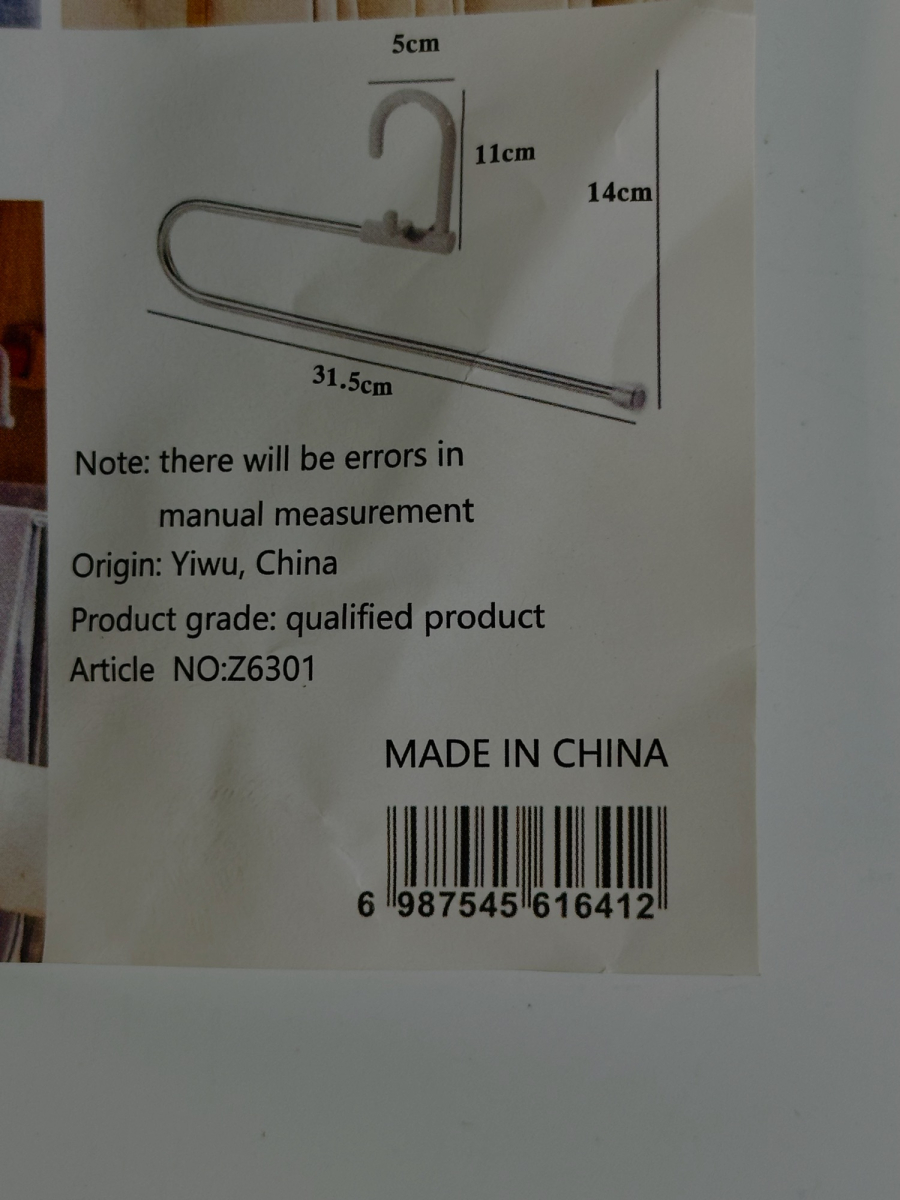 5cm
11cm
14cm
31.5cm
Note: there will be errors in
manual measurement
Origin: Yiwu, China
Product grade: qualified product
Article NO:Z6301
MADE IN CHINA
6 987545 616412